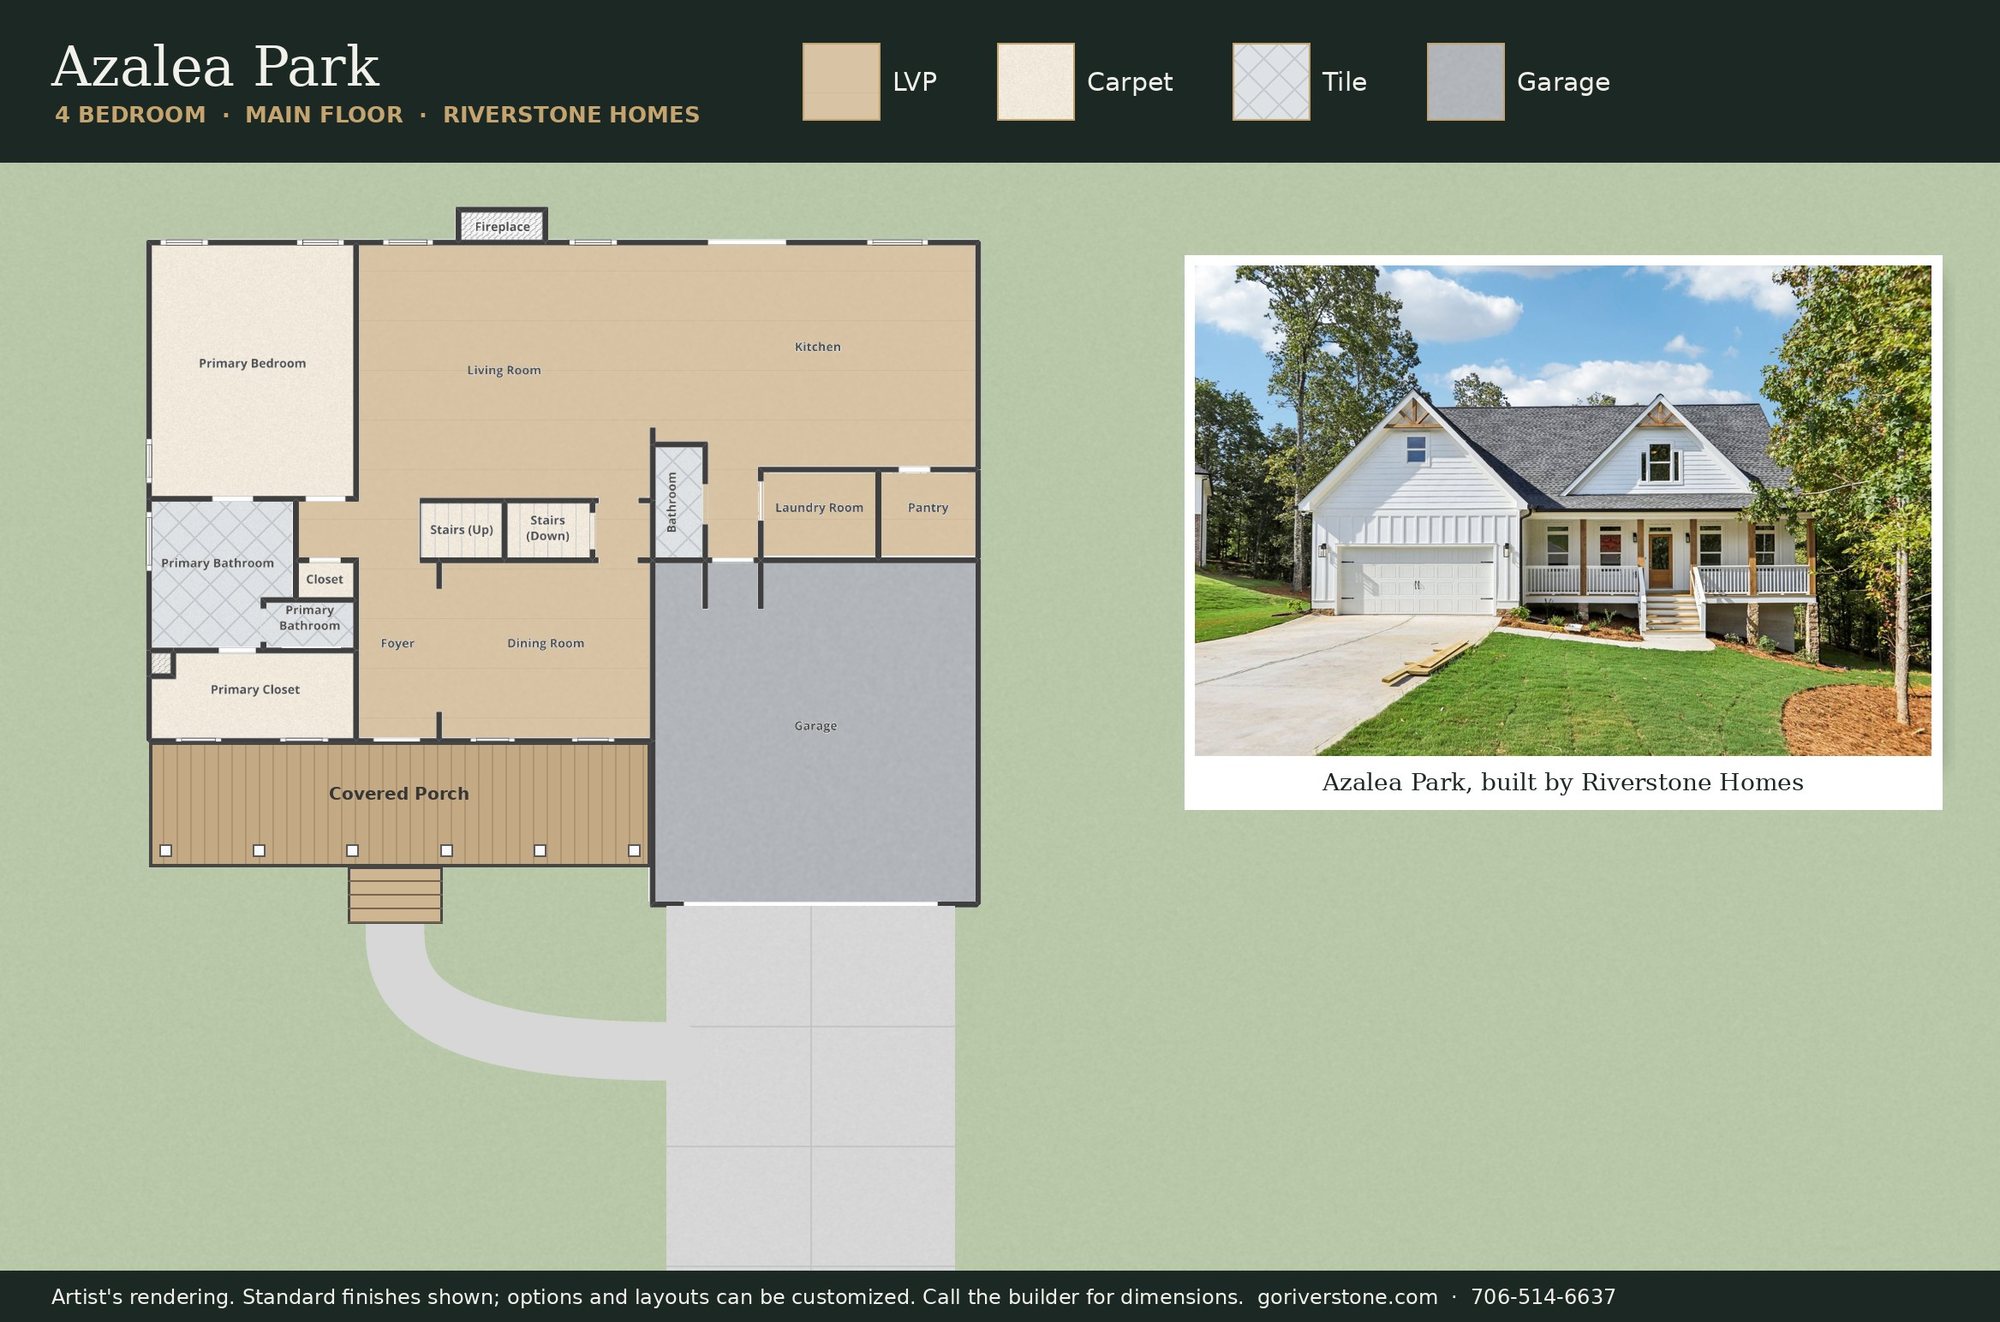 Azalea Park
4 BEDROOM · MAIN FLOOR · RIVERSTONE HOMES
LVP
Carpet
Tile
Garage
Fireplace
Primary Bedroom
Living Room
Kitchen
Bathroom
Laundry Room
Pantry
Stairs (Up)
Stairs
(Down)
Primary Bathroom
Closet
Primary
Bathroom
Foyer
Dining Room
Primary Closet
Garage
Covered Porch
Azalea Park, built by Riverstone Homes
Artist's rendering. Standard finishes shown; options and layouts can be customized. Call the builder for dimensions. goriverstone.com · 706-514-6637